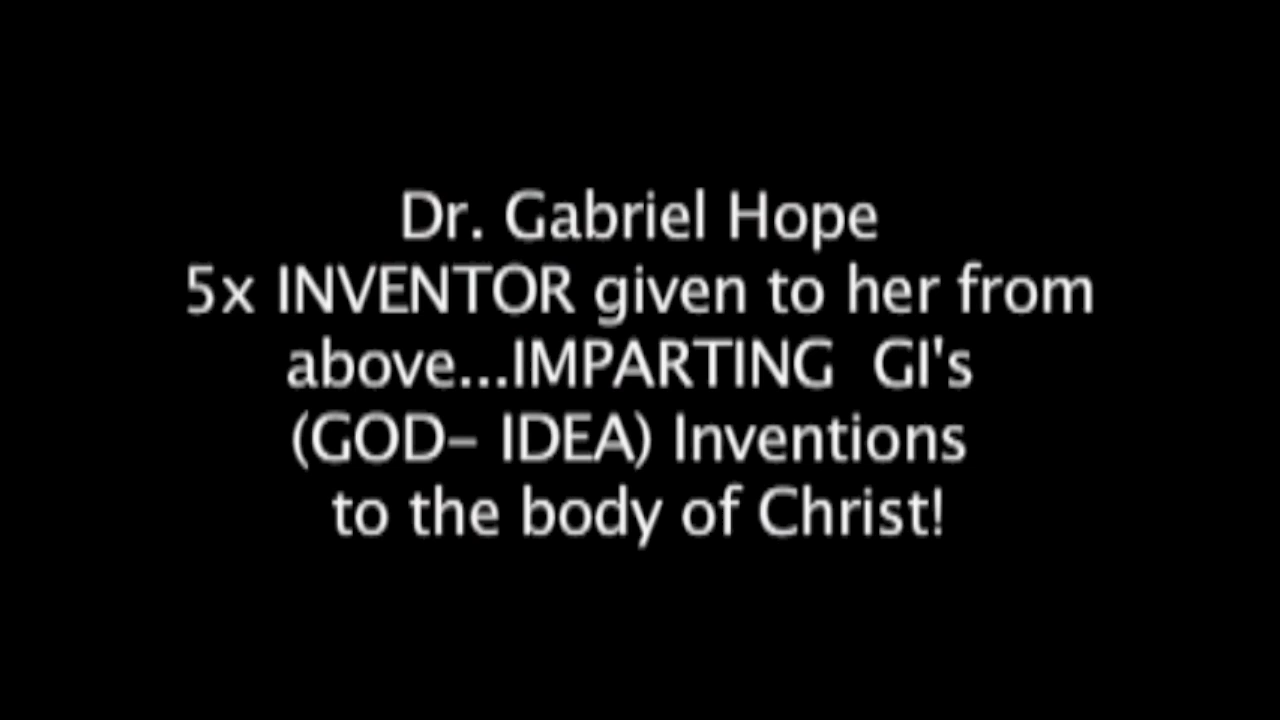 Dr. Gabriel Hope
5x INVENTOR given to her from
above...IMPARTING  GI's
(GOD- IDEA) Inventions
to the body of Christ!